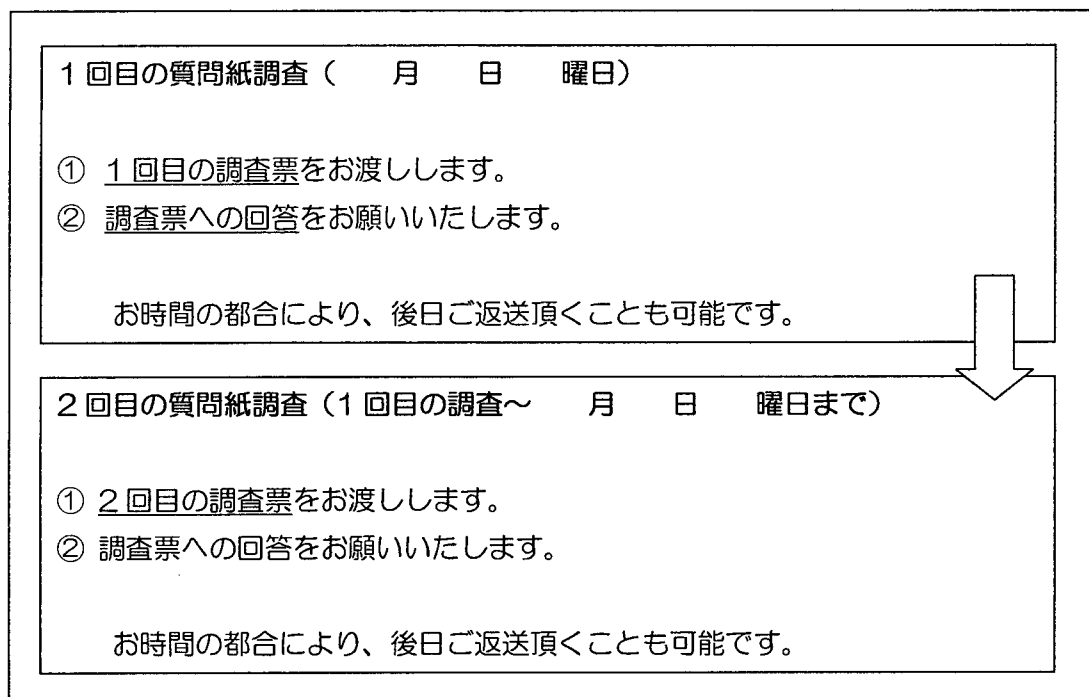 1回目の質問紙調査（　　月　　日　　曜日）
① 1回目の調査票をお渡しします。
② 調査票への回答をお願いいたします。
お時間の都合により、後日ご返送頂くことも可能です。
2回目の質問紙調査（1回目の調査～　　月　　日　　曜日まで）
① 2回目の調査票をお渡しします。
② 調査票への回答をお願いいたします。
お時間の都合により、後日ご返送頂くことも可能です。